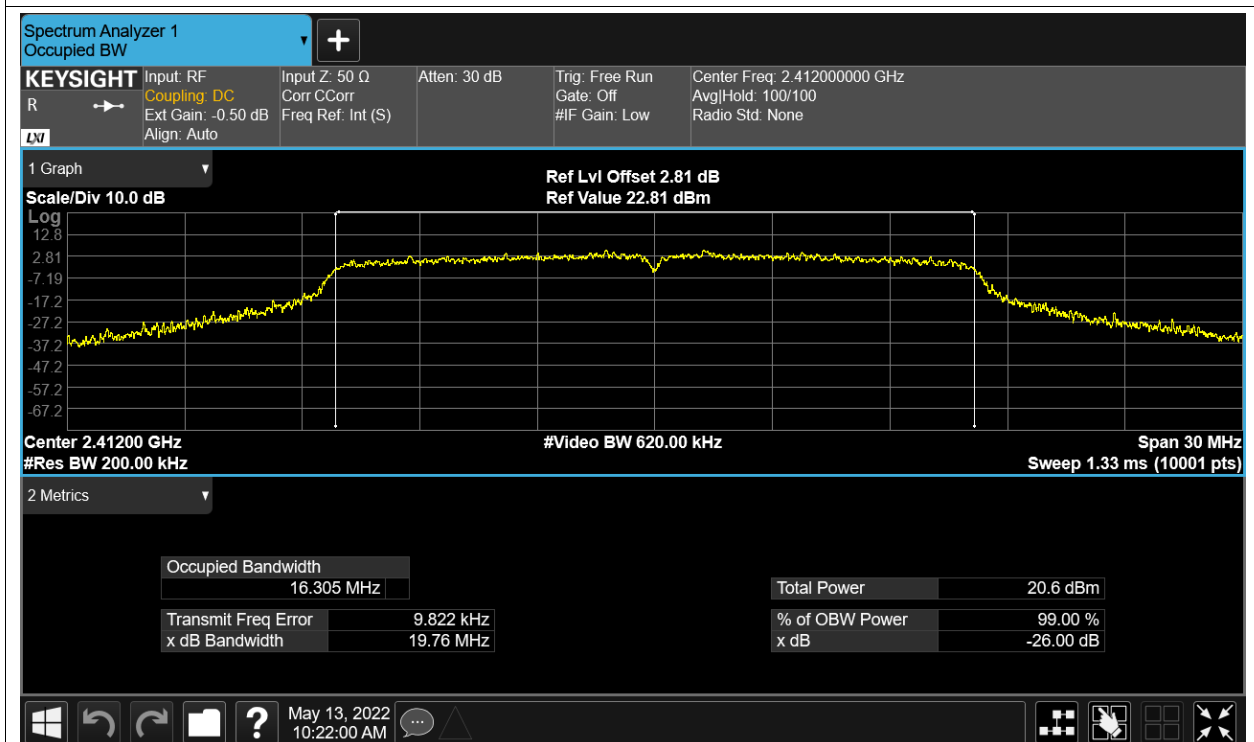 Spectrum Analyzer 1
Occupied BW
+
KEYSIGHT
R
LXI
Input: RF
Coupling: DC
Ext Gain: -0.50 dB
Align: Auto
Input Z: 50 Ω
Corr CCorr
Freq Ref: Int (S)
Atten: 30 dB
Trig: Free Run
Gate: Off
#IF Gain: Low
Center Freq: 2.412000000 GHz
Avg|Hold: 100/100
Radio Std: None
1 Graph
Scale/Div 10.0 dB
Ref Lvl Offset 2.81 dB
Ref Value 22.81 dBm
Log
12.8
2.81
-7.19
-17.2
-27.2
-37.2
-47.2
-57.2
-67.2
Center 2.41200 GHz
#Res BW 200.00 kHz
#Video BW 620.00 kHz
Span 30 MHz
Sweep 1.33 ms (10001 pts)
2 Metrics
Occupied Bandwidth
16.305 MHz
Transmit Freq Error 9.822 kHz
x dB Bandwidth 19.76 MHz
Total Power 20.6 dBm
% of OBW Power 99.00 %
x dB -26.00 dB
?
May 13, 2022
10:22:00 AM